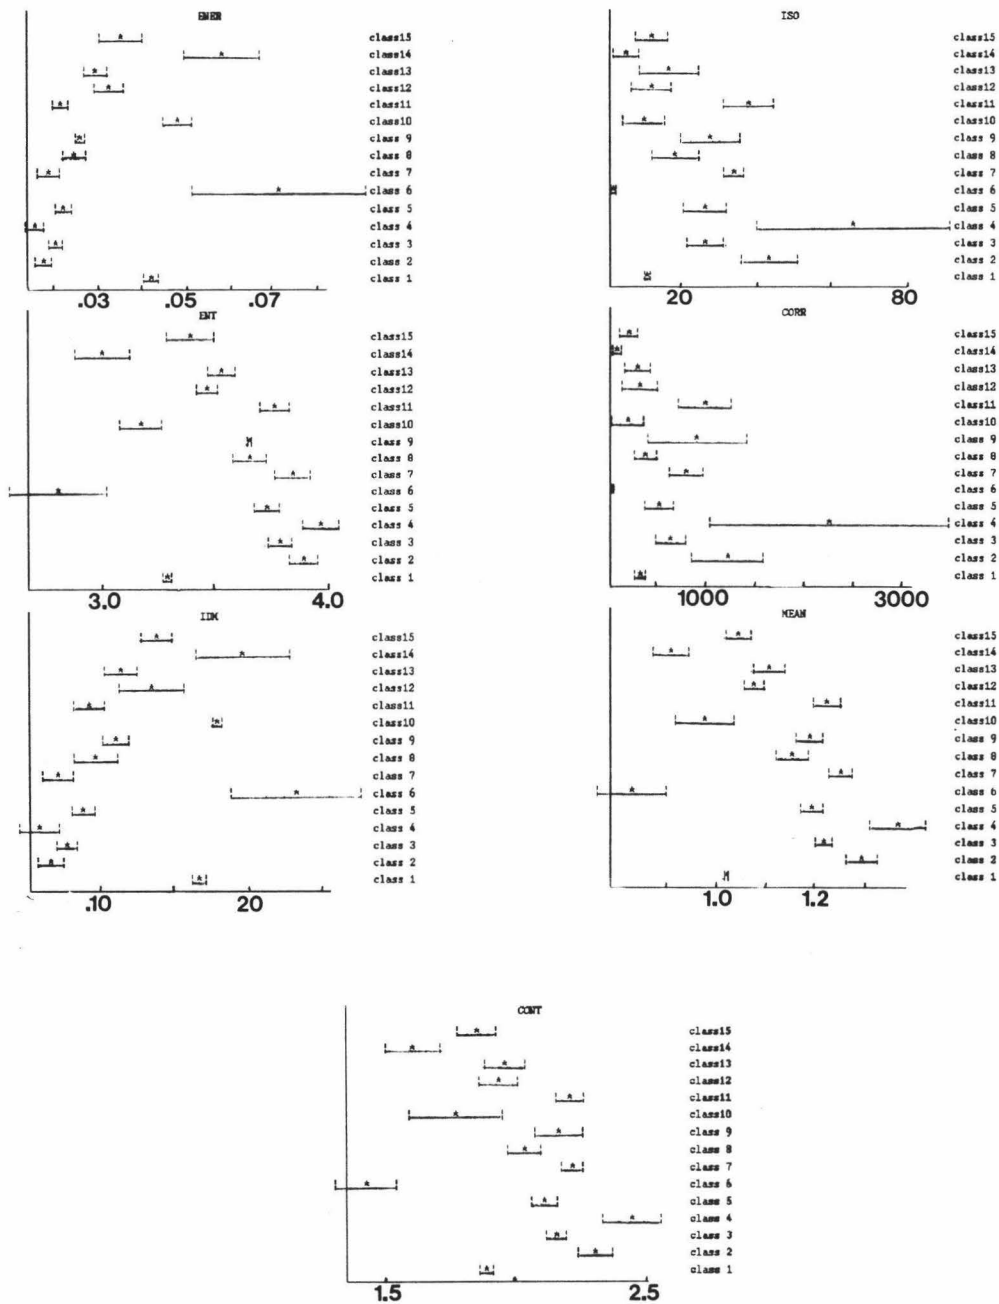 ENER
class15
class14
class13
class12
class11
class10
class 9
class 8
class 7
class 6
class 5
class 4
class 3
class 2
class 1
.03 .05 .07
ISO
class15
class14
class13
class12
class11
class10
class 9
class 8
class 7
class 6
class 5
class 4
class 3
class 2
class 1
20 80
ENT
class15
class14
class13
class12
class11
class10
class 9
class 8
class 7
class 6
class 5
class 4
class 3
class 2
class 1
3.0 4.0
CORR
class15
class14
class13
class12
class11
class10
class 9
class 8
class 7
class 6
class 5
class 4
class 3
class 2
class 1
1000 3000
IDM
class15
class14
class13
class12
class11
class10
class 9
class 8
class 7
class 6
class 5
class 4
class 3
class 2
class 1
.10 20
MEAN
class15
class14
class13
class12
class11
class10
class 9
class 8
class 7
class 6
class 5
class 4
class 3
class 2
class 1
1.0 1.2
CONT
class15
class14
class13
class12
class11
class10
class 9
class 8
class 7
class 6
class 5
class 4
class 3
class 2
class 1
1.5 2.5